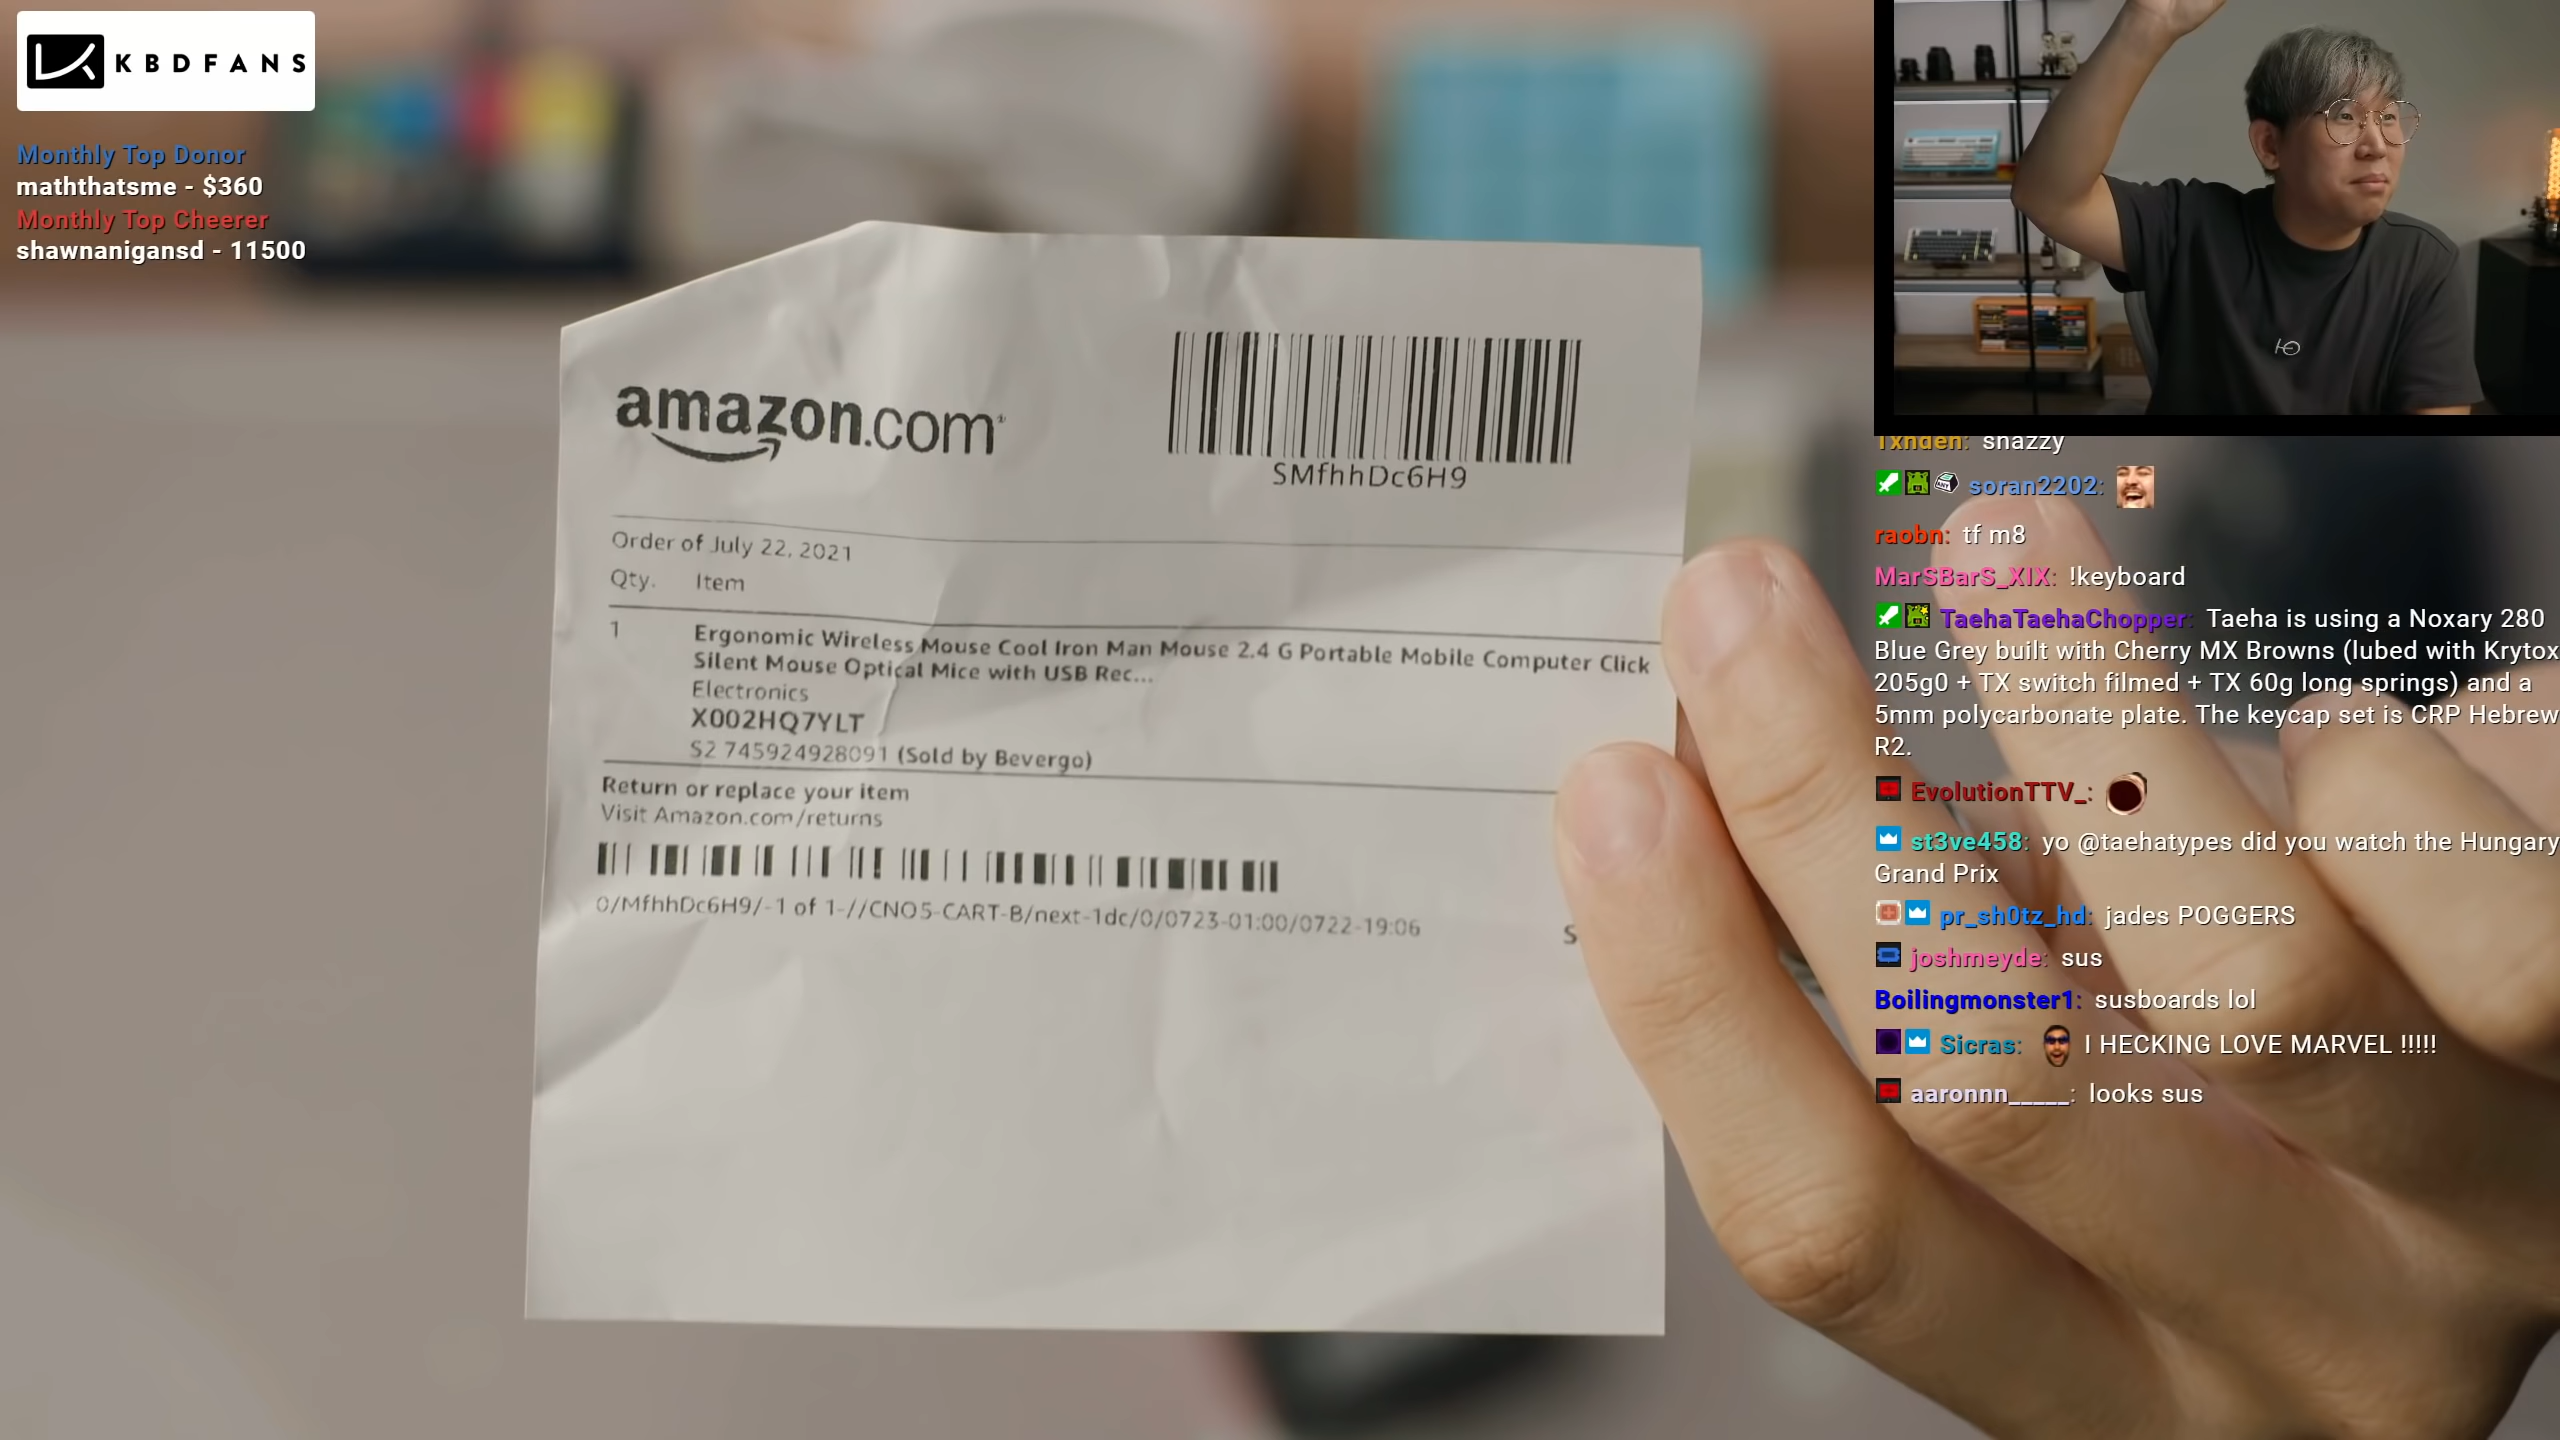 KBDFANS
Monthly Top Donor
maththatsme - $360
Monthly Top Cheerer
shawnanigansd - 11500
amazon.com
SMfhhDc6H9
Order of July 22, 2021
Qty. Item
1 Ergonomic Wireless Mouse Cool Iron Man Mouse 2.4 G Portable Mobile Computer Click
Silent Mouse Optical Mice with USB Rec...
Electronics
X002HQ7YLT
S2 745924928091 (Sold by Bevergo)
Return or replace your item
Visit Amazon.com/returns
0/MfhhDc6H9/-1 of 1-//CNO5-CART-B/next-1dc/0/0723-01:00/0722-19:06
S
Txhden: shazzy
soran2202:
raobn: tf m8
MarSBarS_XIX: !keyboard
TaehaTaehaChopper: Taeha is using a Noxary 280
Blue Grey built with Cherry MX Browns (lubed with Krytox
205g0 + TX switch filmed + TX 60g long springs) and a
5mm polycarbonate plate. The keycap set is CRP Hebrew
R2.
EvolutionTTV_:
st3ve458: yo @taehatypes did you watch the Hungary
Grand Prix
pr_sh0tz_hd: jades POGGERS
joshmeyde: sus
Boilingmonster1: susboards lol
Sicras: I HECKING LOVE MARVEL !!!!!
aaronnn_____: looks sus